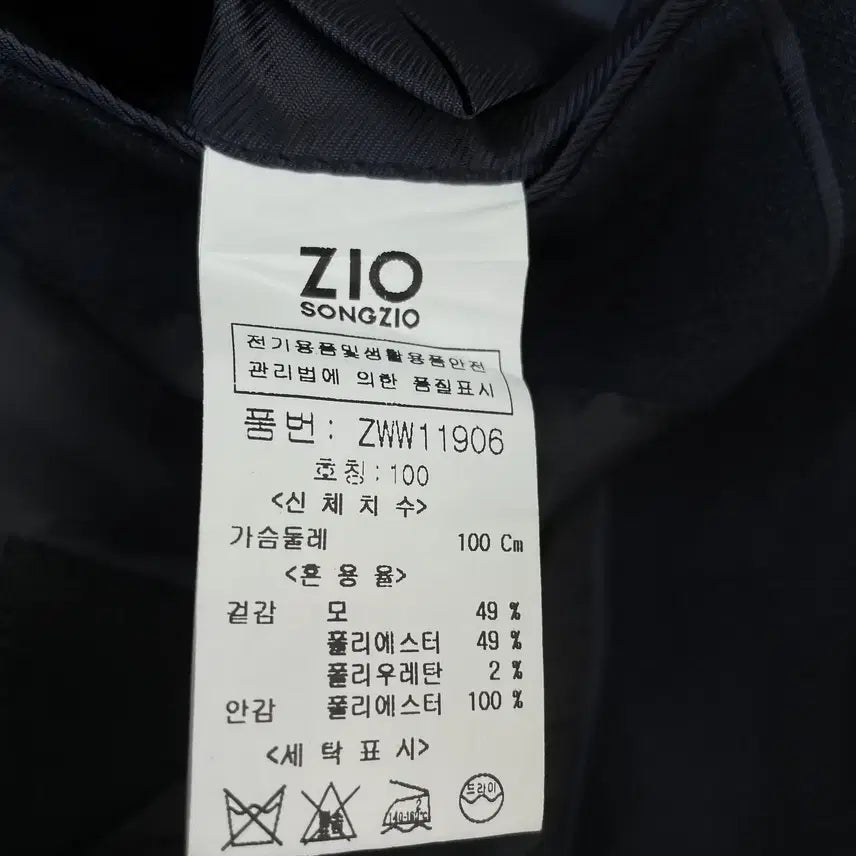 ZIO
SONGZIO
전기용품및생활용품안전
관리법에 의한 품질표시
품번: ZWW11906
호칭:100
<신 체 치 수>
가슴둘레 100 Cm
<혼 용 율>
겉감 모 49 %
폴리에스터 49 %
폴리우레탄 2 %
안감 폴리에스터 100 %
<세 탁 표 시>
2
140-160℃
드라이